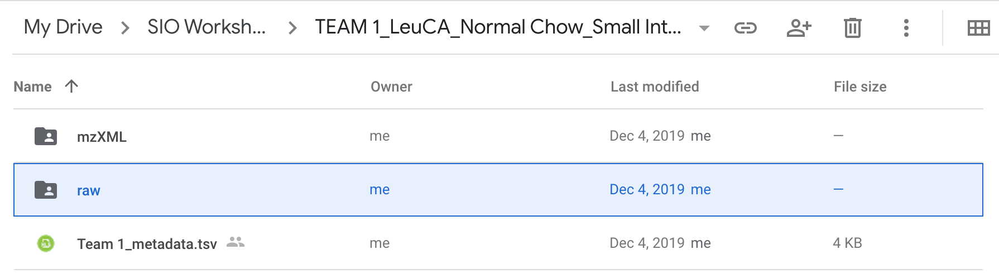 My Drive > SIO Worksh... > TEAM 1_LeuCA_Normal Chow_Small Int...
Name Owner Last modified File size
mzXML me Dec 4, 2019 me —
raw me Dec 4, 2019 me —
Team 1_metadata.tsv me Dec 4, 2019 me 4 KB